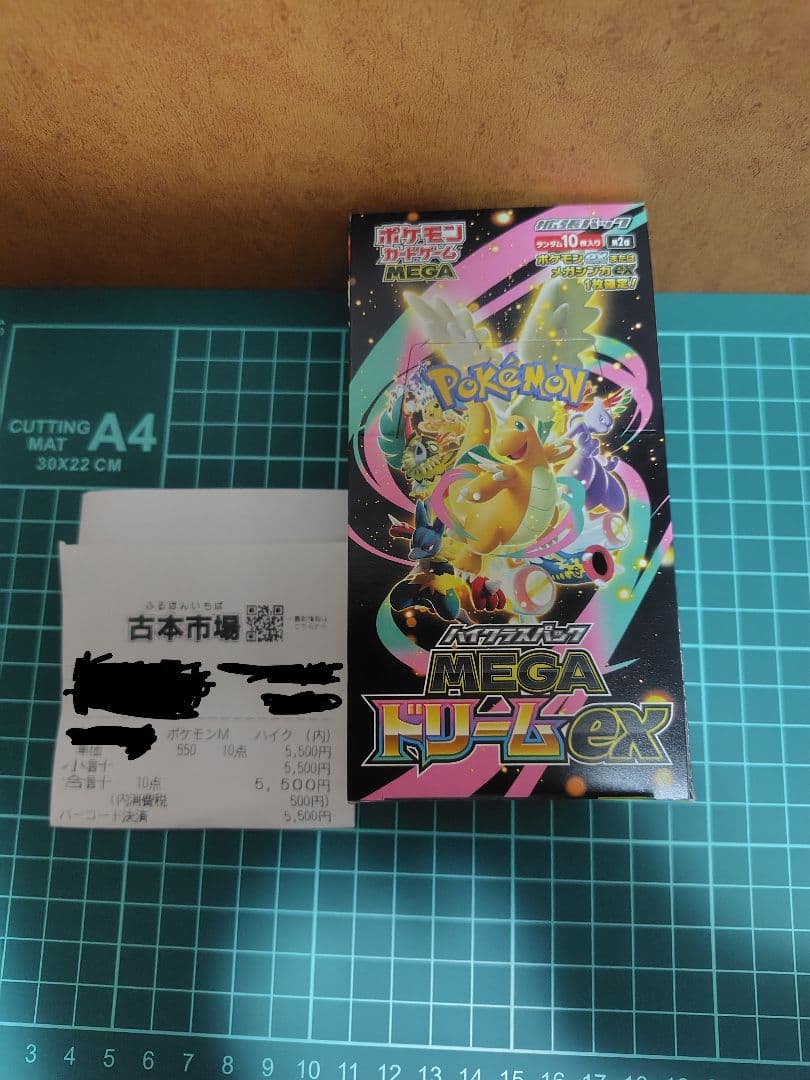 ポケモン
カードゲーム
MEGA
ハイクラスパック
ランダム10枚入り
ポケモンexまたは
メガシンカex
1枚確定!
POKéMON
CUTTING
MAT A4
30X22 CM
ふるほんいちば
古本市場
ハイクラスパック
MEGA
ドリームex
ポケモンM ハイク (内)
単価 550 10点 5,500円
小計 5,500円
合計 10点 5,500円
(内消費税 500円)
バーコード決済 5,500円
3 4 5 6 7 8 9 10 11 12 13 14 15 16